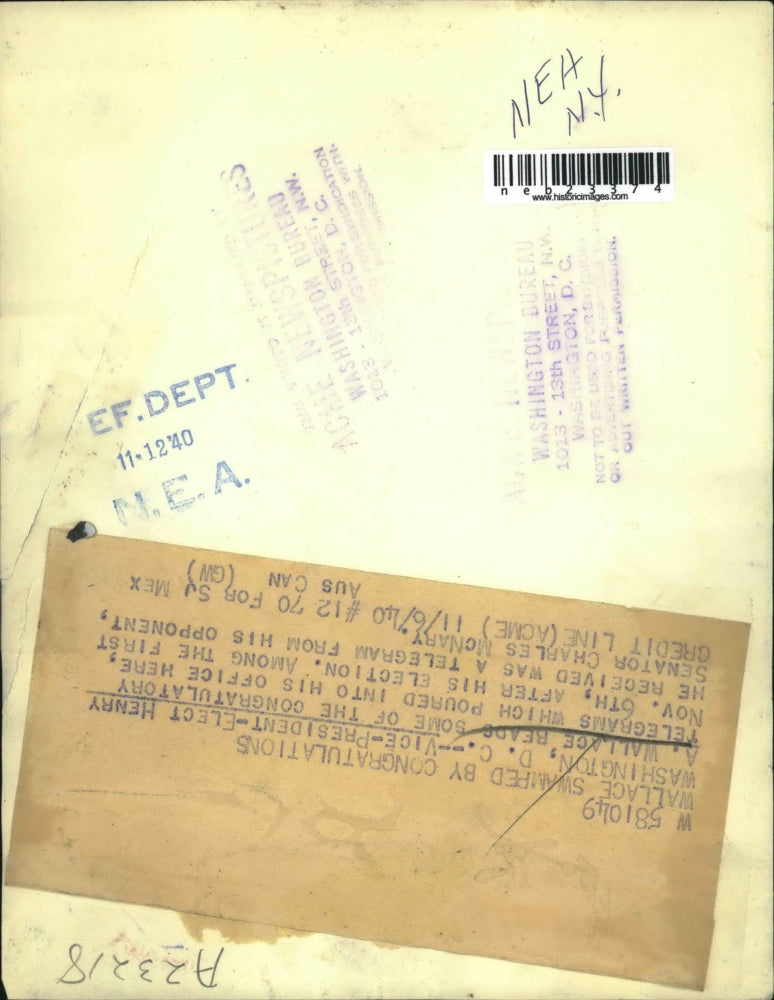 NEA
N.Y.
neb23374
www.historicimages.com
ACME NEWSPICTURES
WASHINGTON BUREAU
1013 - 13th STREET, N.W.
WASHINGTON BUREAU
1013 - 13th STREET, N.W.
WASHINGTON, D. C.
NOT TO BE USED FOR
OR ADVERTISING PURPOSES
OUT WRITTEN PERMISSION.
EF. DEPT.
11-12'40
N.E.A.
W 581049
WALLACE SWAMPED BY CONGRATULATIONS
WASHINGTON, D. C.--VICE-PRESIDENT-ELECT HENRY
A. WALLACE, READS SOME OF THE CONGRATULATORY
TELEGRAMS WHICH POURED INTO HIS OFFICE HERE,
NOV. 6TH, AFTER HIS ELECTION. AMONG THE FIRST
HE RECEIVED WAS A TELEGRAM FROM HIS OPPONENT,
SENATOR CHARLES MCNARY.
CREDIT LINE (ACME) 11/6/40 #12 70 FOR SJ MEX
AUS CAN (GW)
A23218